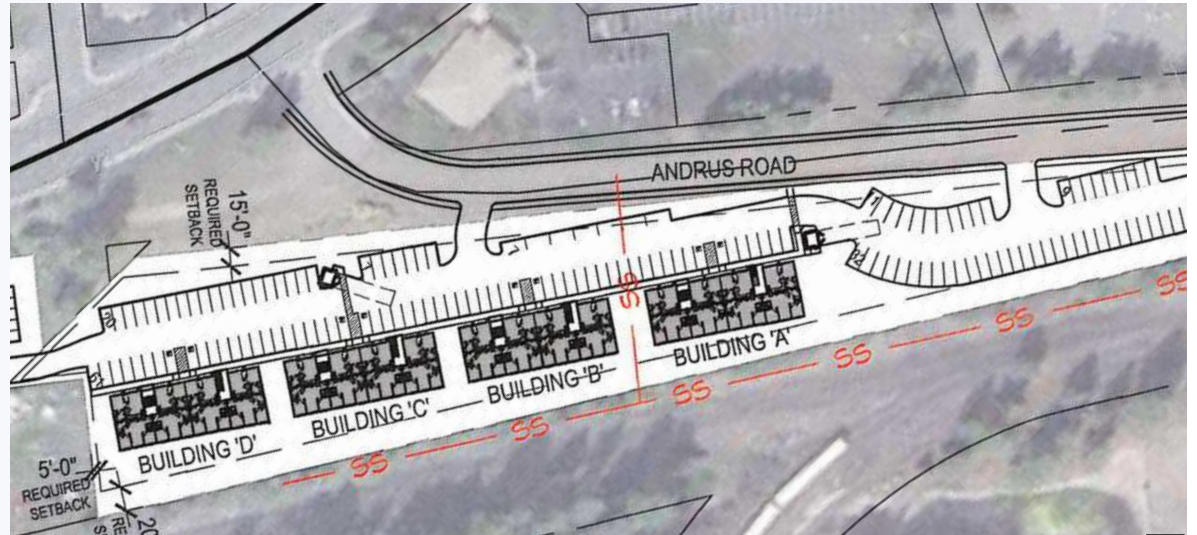 ANDRUS ROAD
15'-0"
REQUIRED
SETBACK
SS
SS
SS
SS
SS
SS
SS
BUILDING 'A'
BUILDING 'B'
BUILDING 'C'
BUILDING 'D'
5'-0"
REQUIRED
SETBACK
20
RE
S